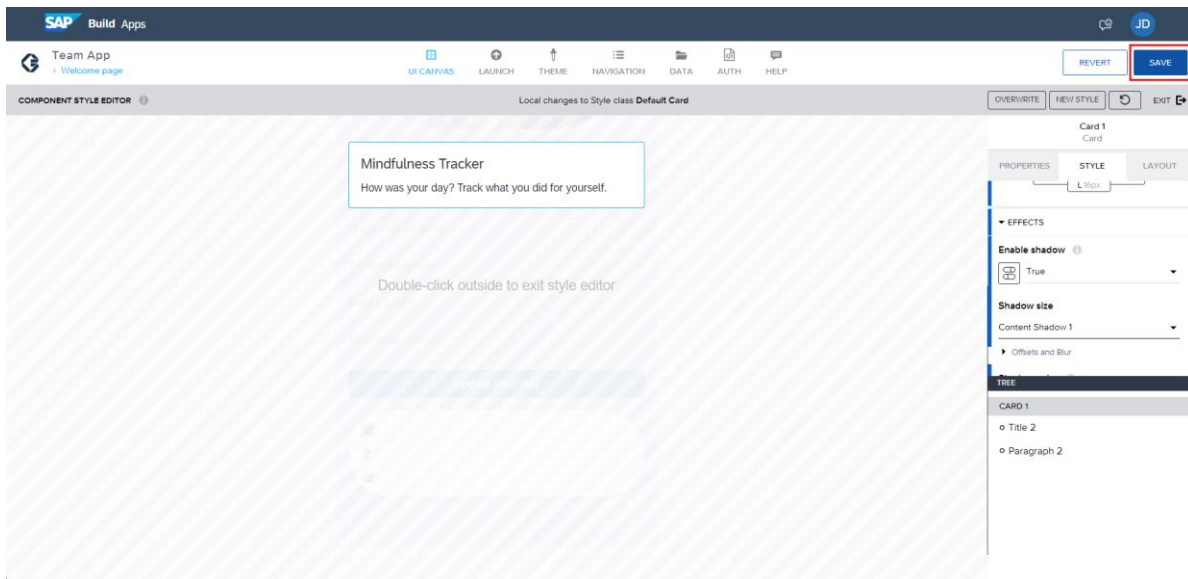 SAP Build Apps
JD
Team App
› Welcome page
UI CANVAS
LAUNCH
THEME
NAVIGATION
DATA
AUTH
HELP
REVERT
SAVE
COMPONENT STYLE EDITOR
Local changes to Style class Default Card
OVERWRITE
NEW STYLE
EXIT
Card 1
Card
PROPERTIES
STYLE
LAYOUT
L 16px
Mindfulness Tracker
How was your day? Track what you did for yourself.
Double-click outside to exit style editor
EFFECTS
Enable shadow
True
Shadow size
Content Shadow 1
Offsets and Blur
TREE
CARD 1
Title 2
Paragraph 2